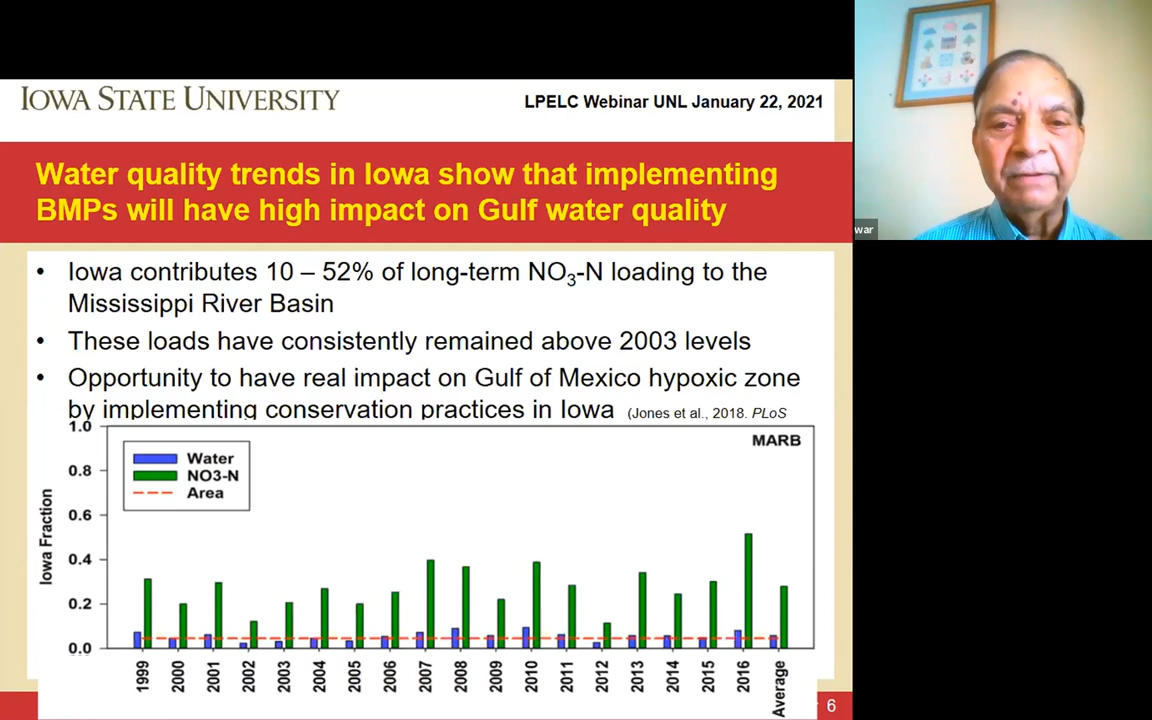 IOWA STATE UNIVERSITY
LPELC Webinar UNL January 22, 2021
Water quality trends in Iowa show that implementing
BMPs will have high impact on Gulf water quality
• Iowa contributes 10 – 52% of long-term NO3-N loading to the
Mississippi River Basin
• These loads have consistently remained above 2003 levels
• Opportunity to have real impact on Gulf of Mexico hypoxic zone
by implementing conservation practices in Iowa (Jones et al., 2018. PLoS
MARB
Water
NO3-N
Area
Iowa Fraction
1.0
0.8
0.6
0.4
0.2
0.0
1999 2000 2001 2002 2003 2004 2005 2006 2007 2008 2009 2010 2011 2012 2013 2014 2015 2016 Average
6
war